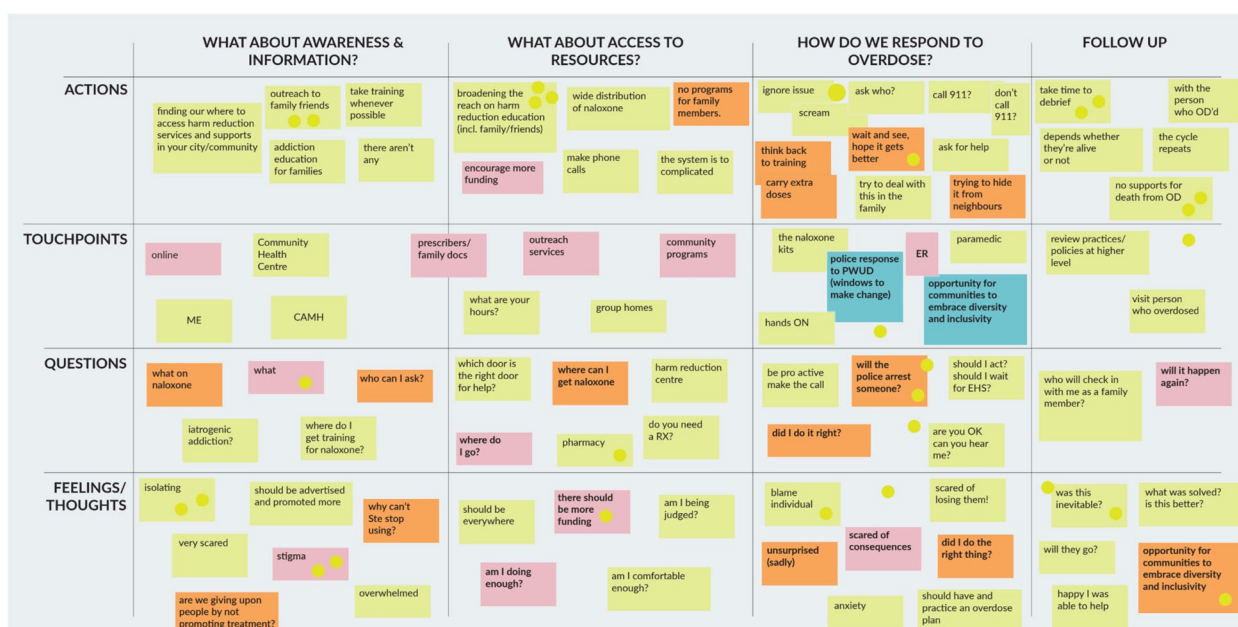 WHAT ABOUT AWARENESS &
INFORMATION?
WHAT ABOUT ACCESS TO
RESOURCES?
HOW DO WE RESPOND TO
OVERDOSE?
FOLLOW UP
ACTIONS
finding our where to
access harm reduction
services and supports
in your city/community
outreach to
family friends
take training
whenever
possible
addiction
education
for families
there aren't
any
broadening the
reach on harm
reduction education
(incl. family/friends)
wide distribution
of naloxone
no programs
for family
members.
encourage more
funding
make phone
calls
the system is to
complicated
ignore issue
scream
ask who?
call 911?
don't
call
911?
think back
to training
wait and see,
hope it gets
better
ask for help
carry extra
doses
try to deal with
this in the
family
trying to hide
it from
neighbours
take time to
debrief
with the
person
who OD'd
depends whether
they're alive
or not
the cycle
repeats
no supports for
death from OD
TOUCHPOINTS
online
Community
Health
Centre
ME
CAMH
prescribers/
family docs
outreach
services
community
programs
what are your
hours?
group homes
the naloxone
kits
police response
to PWUD
(windows to
make change)
ER
paramedic
opportunity for
communities to
embrace diversity
and inclusivity
hands ON
review practices/
policies at higher
level
visit person
who overdosed
QUESTIONS
what on
naloxone
what
who can I ask?
iatrogenic
addiction?
where do I
get training
for naloxone?
which door is
the right door
for help?
where can I
get naloxone
harm reduction
centre
where do
I go?
pharmacy
do you need
a RX?
be pro active
make the call
will the
police arrest
someone?
should I act?
should I wait
for EHS?
did I do it right?
are you OK
can you hear
me?
who will check in
with me as a family
member?
will it happen
again?
FEELINGS/
THOUGHTS
isolating
should be advertised
and promoted more
why can't
Ste stop
using?
very scared
stigma
are we giving upon
people by not
promoting treatment?
overwhelmed
should be
everywhere
there should
be more
funding
am I being
judged?
am I doing
enough?
am I comfortable
enough?
blame
individual
scared of
losing them!
unsurprised
(sadly)
scared of
consequences
did I do the
right thing?
anxiety
should have and
practice an overdose
plan
was this
inevitable?
what was solved?
is this better?
will they go?
opportunity for
communities to
embrace diversity
and inclusivity
happy I was
able to help